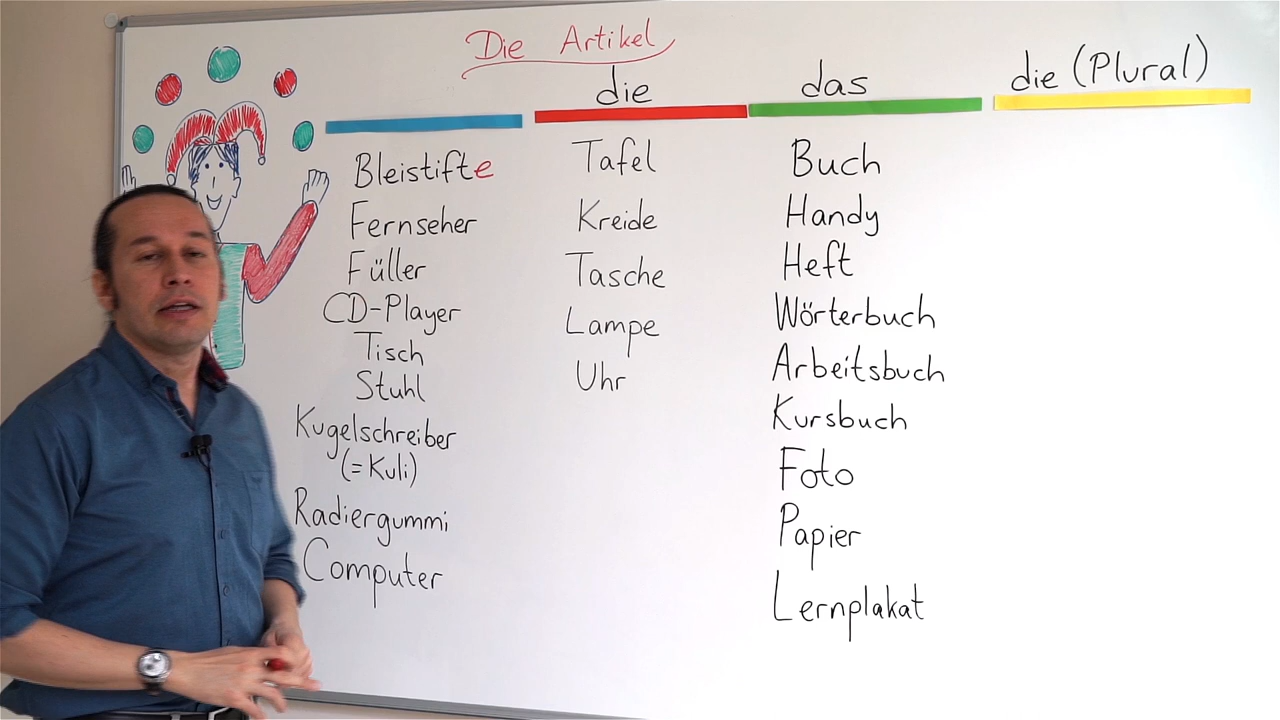 Die Artikel
die
das
die (Plural)
Bleistifte
Fernseher
Füller
CD-Player
Tisch
Stuhl
Kugelschreiber
(=Kuli)
Radiergummi
Computer
Tafel
Kreide
Tasche
Lampe
Uhr
Buch
Handy
Heft
Wörterbuch
Arbeitsbuch
Kursbuch
Foto
Papier
Lernplakat